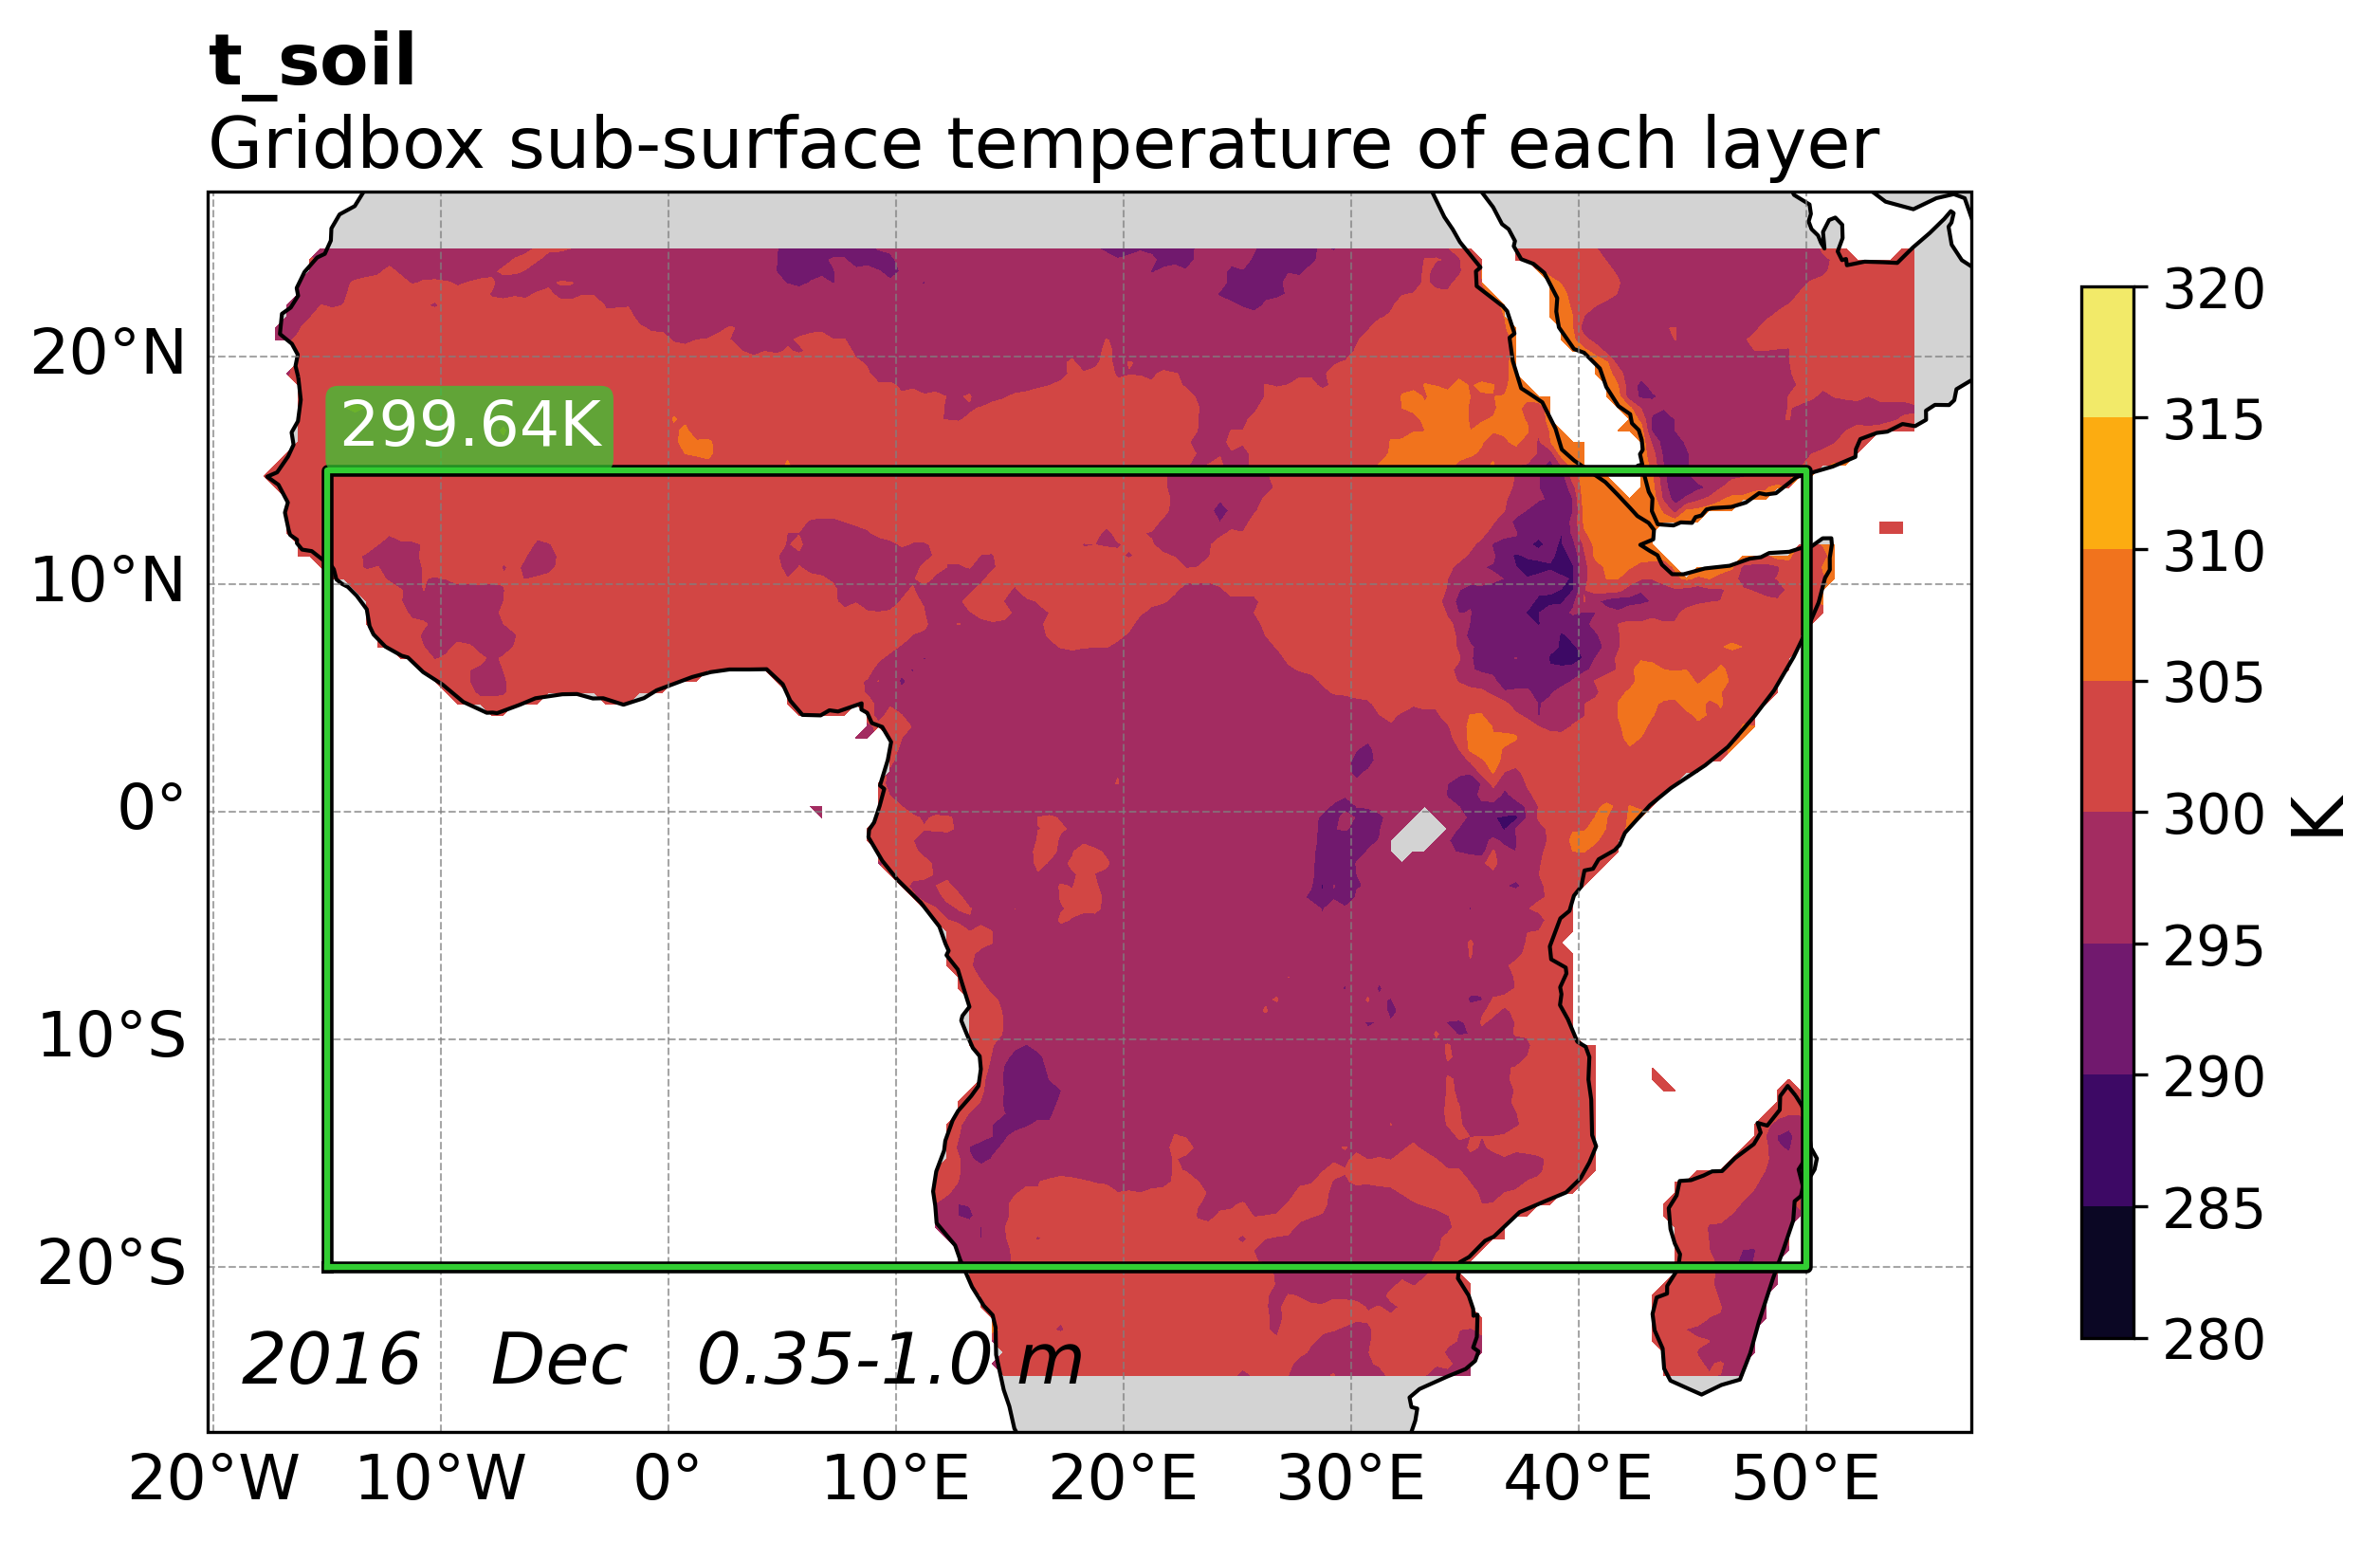 t_soil
Gridbox sub-surface temperature of each layer
20°N
10°N
0°
10°S
20°S
299.64K
2016 Dec 0.35-1.0 m
20°W 10°W 0° 10°E 20°E 30°E 40°E 50°E
320
315
310
305
300
295
290
285
280
K